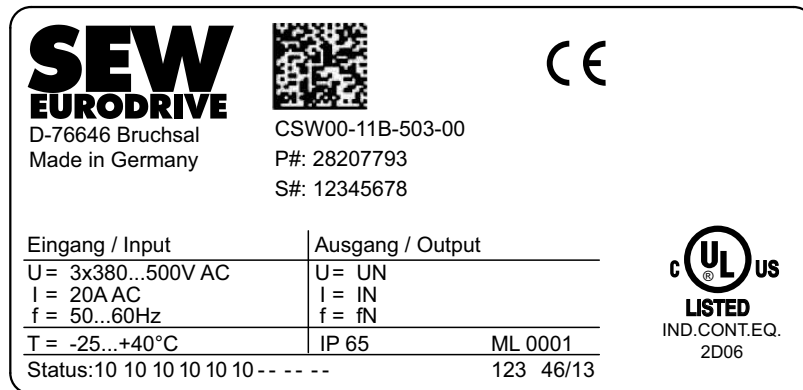 SEW
EURODRIVE
D-76646 Bruchsal
Made in Germany
CE
CSW00-11B-503-00
P#: 28207793
S#: 12345678
Eingang / Input
Ausgang / Output
U = 3x380...500V AC
U = UN
I = 20A AC
I = IN
f = 50...60Hz
f = fN
T = -25...+40°C
IP 65
ML 0001
Status:10 10 10 10 10 10 -- -- -- --
123 46/13
C UL ® US
LISTED
IND.CONT.EQ.
2D06